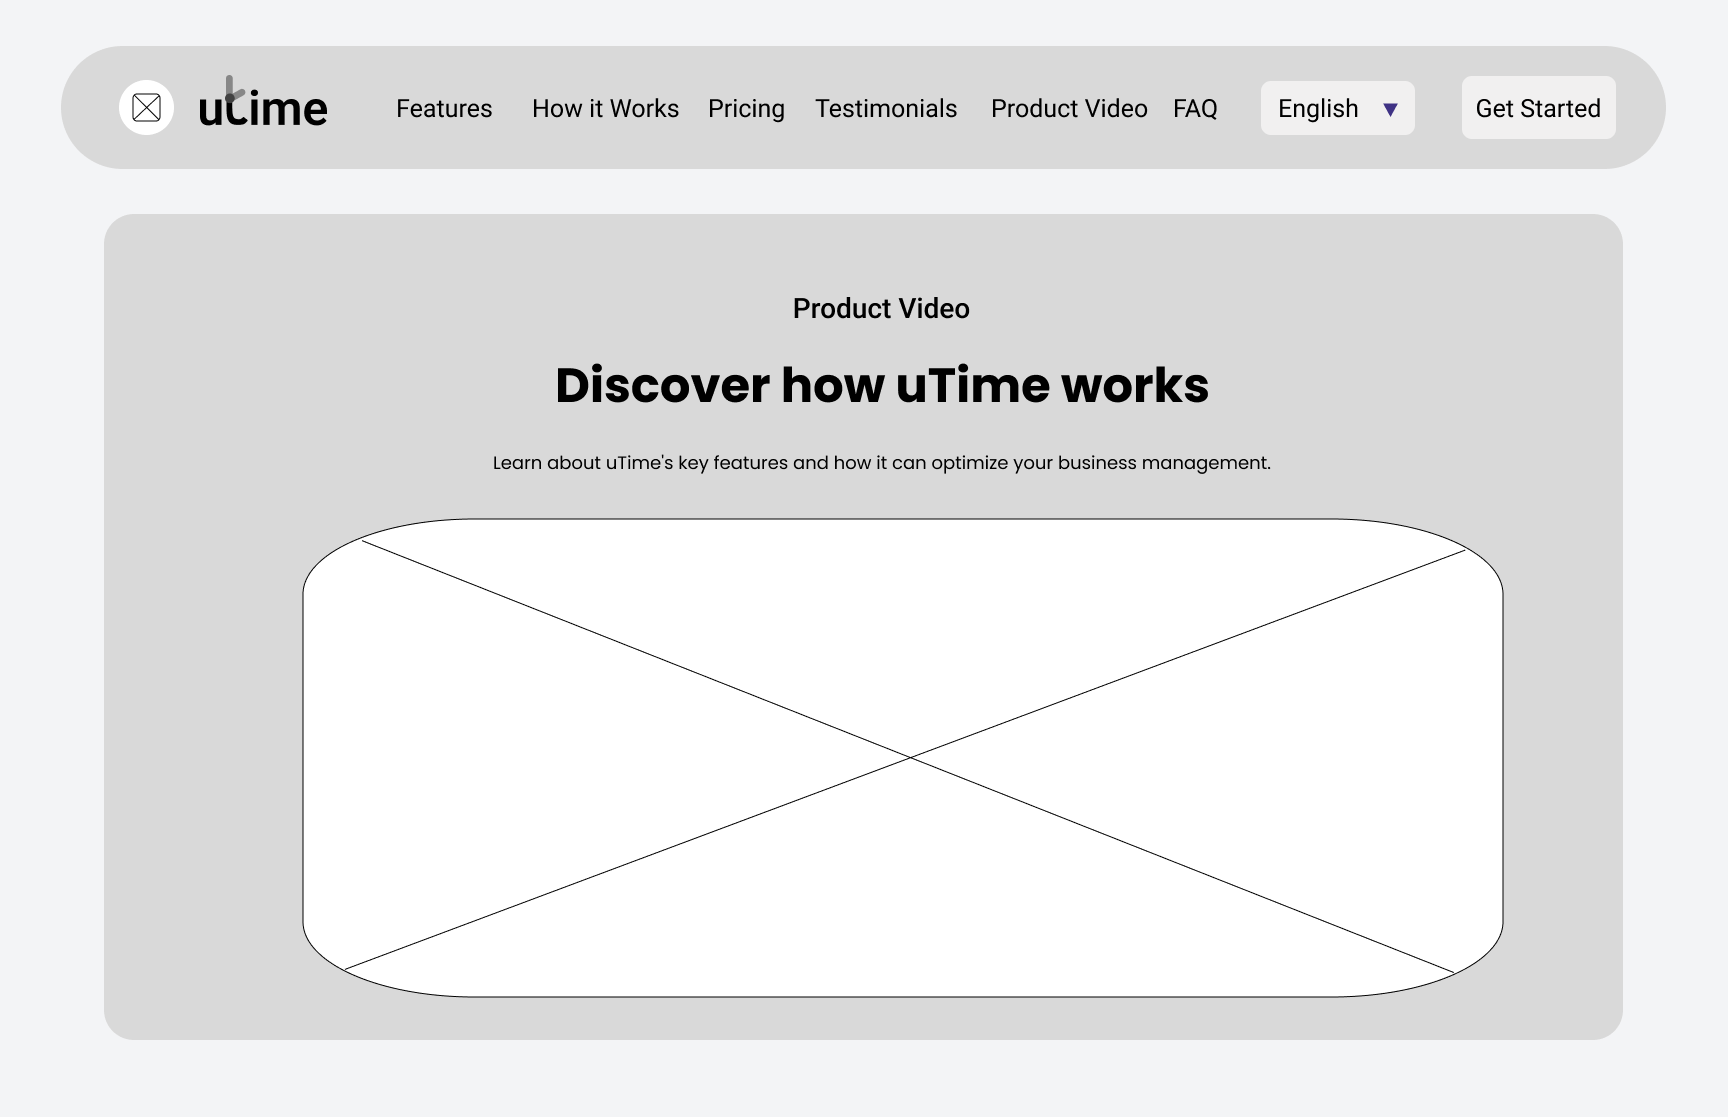 utime
Features How it Works Pricing Testimonials Product Video FAQ English ▼ Get Started
Product Video
Discover how uTime works
Learn about uTime's key features and how it can optimize your business management.